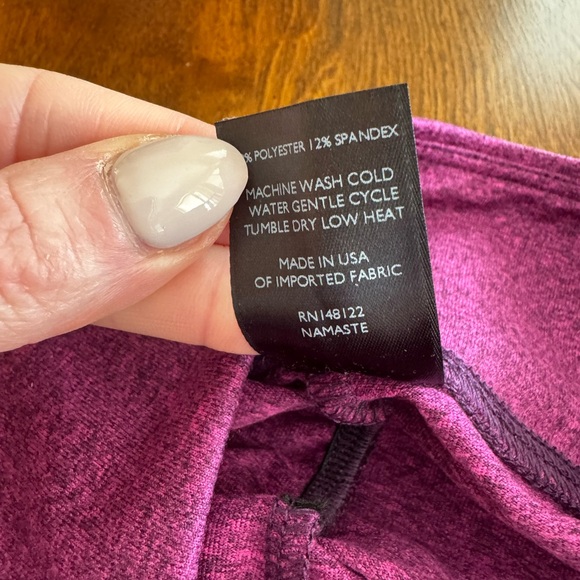 % POLYESTER 12% SPANDEX
MACHINE WASH COLD
WATER GENTLE CYCLE
TUMBLE DRY LOW HEAT
MADE IN USA
OF IMPORTED FABRIC
RN148122
NAMASTE